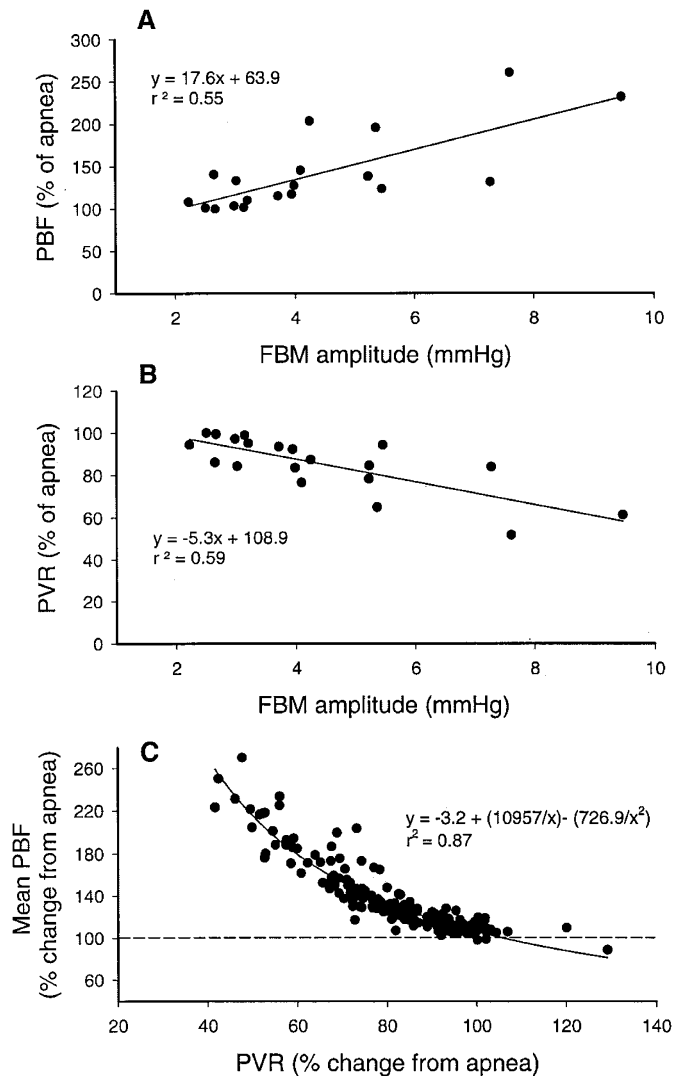 A
300
250
200
150
100
50
0
PBF (% of apnea)
y = 17.6x + 63.9
r² = 0.55
2 4 6 8 10
FBM amplitude (mmHg)
B
120
100
80
60
40
20
0
PVR (% of apnea)
y = -5.3x + 108.9
r² = 0.59
2 4 6 8 10
FBM amplitude (mmHg)
C
260
220
180
140
100
60
Mean PBF
(% change from apnea)
y = -3.2 + (10957/x)- (726.9/x²)
r² = 0.87
20 40 60 80 100 120 140
PVR (% change from apnea)